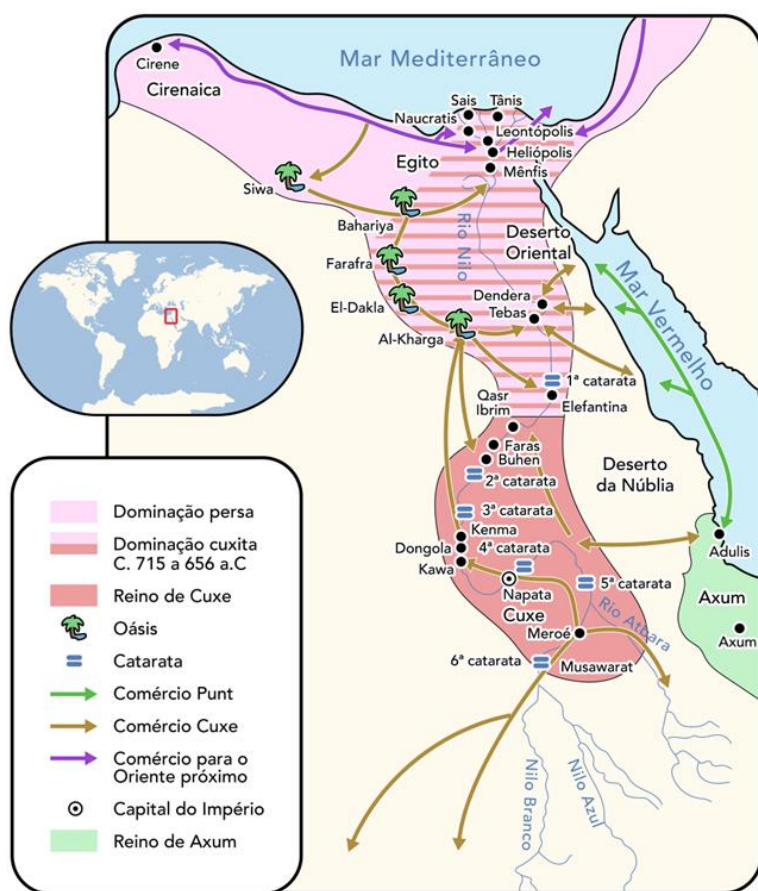 Mar Mediterrâneo
Cirene
Cirenaica
Sais
Tânis
Naucratis
Leontópolis
Heliópolis
Egito
Mênfis
Siwa
Bahariya
Rio Nilo
Deserto
Oriental
Farafra
El-Dakla
Dendera
Tebas
Al-Kharga
Mar Vermelho
1ª catarata
Qasr
Ibrim
Elefantina
Faras
Buhen
Deserto
da Núblia
2ª catarata
3ª catarata
Kenma
Dongola
4ª catarata
Kawa
Napata
5ª catarata
Adulis
Cuxe
Rio Atbara
Axum
Meroé
Axum
6ª catarata
Musawarat
Nilo Branco
Nilo Azul
Dominação persa
Dominação cuxita
C. 715 a 656 a.C
Reino de Cuxe
Oásis
Catarata
Comércio Punt
Comércio Cuxe
Comércio para o
Oriente próximo
Capital do Império
Reino de Axum